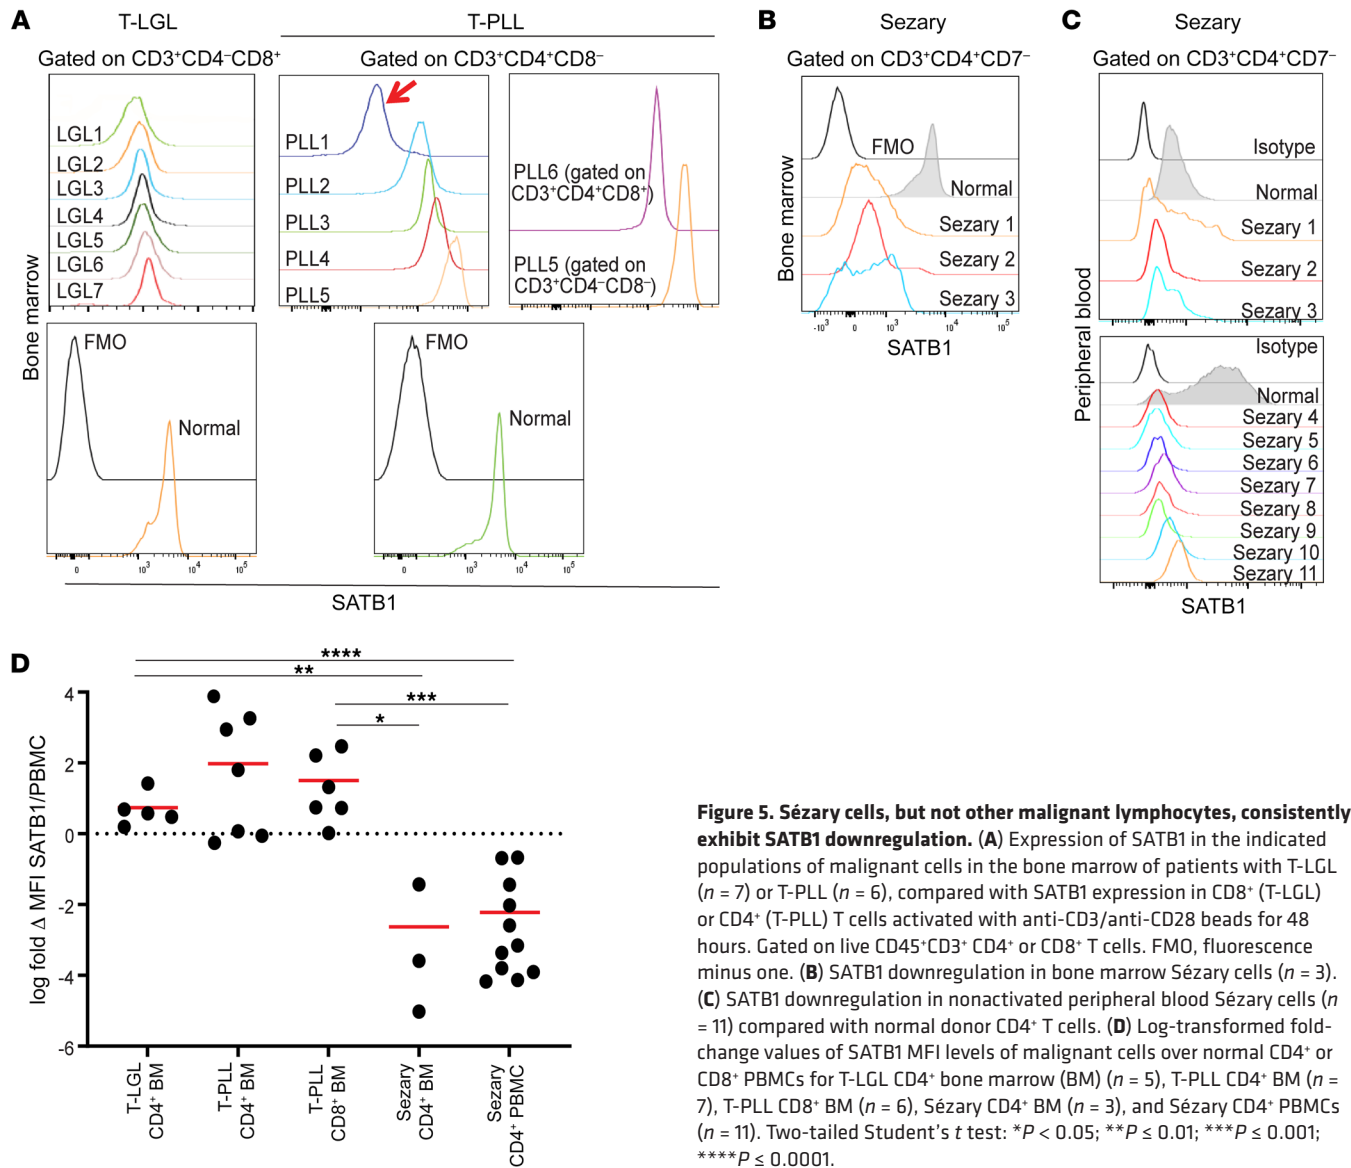 A
T-LGL
T-PLL
Gated on CD3⁺CD4⁻CD8⁺
Gated on CD3⁺CD4⁺CD8⁻
Bone marrow
LGL1
LGL2
LGL3
LGL4
LGL5
LGL6
LGL7
PLL1
PLL2
PLL3
PLL4
PLL5
PLL6 (gated on
CD3⁺CD4⁺CD8⁺)
PLL5 (gated on
CD3⁺CD4⁻CD8⁻)
FMO
Normal
0 10³ 10⁴ 10⁵
FMO
Normal
0 10³ 10⁴ 10⁵
SATB1
B
Sezary
Gated on CD3⁺CD4⁺CD7⁻
Bone marrow
FMO
Normal
Sezary 1
Sezary 2
Sezary 3
-10³ 0 10³ 10⁴ 10⁵
SATB1
C
Sezary
Gated on CD3⁺CD4⁺CD7⁻
Peripheral blood
Isotype
Normal
Sezary 1
Sezary 2
Sezary 3
Isotype
Normal
Sezary 4
Sezary 5
Sezary 6
Sezary 7
Sezary 8
Sezary 9
Sezary 10
Sezary 11
SATB1
D
log fold Δ MFI SATB1/PBMC
****
**
***
*
4
2
0
-2
-4
-6
T-LGL
CD4⁺ BM
T-PLL
CD4⁺ BM
T-PLL
CD8⁺ BM
Sezary
CD4⁺ BM
Sezary
CD4⁺ PBMC
Figure 5. Sézary cells, but not other malignant lymphocytes, consistently
exhibit SATB1 downregulation. (A) Expression of SATB1 in the indicated
populations of malignant cells in the bone marrow of patients with T-LGL
(n = 7) or T-PLL (n = 6), compared with SATB1 expression in CD8⁺ (T-LGL)
or CD4⁺ (T-PLL) T cells activated with anti-CD3/anti-CD28 beads for 48
hours. Gated on live CD45⁺CD3⁺ CD4⁺ or CD8⁺ T cells. FMO, fluorescence
minus one. (B) SATB1 downregulation in bone marrow Sézary cells (n = 3).
(C) SATB1 downregulation in nonactivated peripheral blood Sézary cells (n
= 11) compared with normal donor CD4⁺ T cells. (D) Log-transformed fold-
change values of SATB1 MFI levels of malignant cells over normal CD4⁺ or
CD8⁺ PBMCs for T-LGL CD4⁺ bone marrow (BM) (n = 5), T-PLL CD4⁺ BM (n =
7), T-PLL CD8⁺ BM (n = 6), Sézary CD4⁺ BM (n = 3), and Sézary CD4⁺ PBMCs
(n = 11). Two-tailed Student's t test: *P < 0.05; **P ≤ 0.01; ***P ≤ 0.001;
****P ≤ 0.0001.